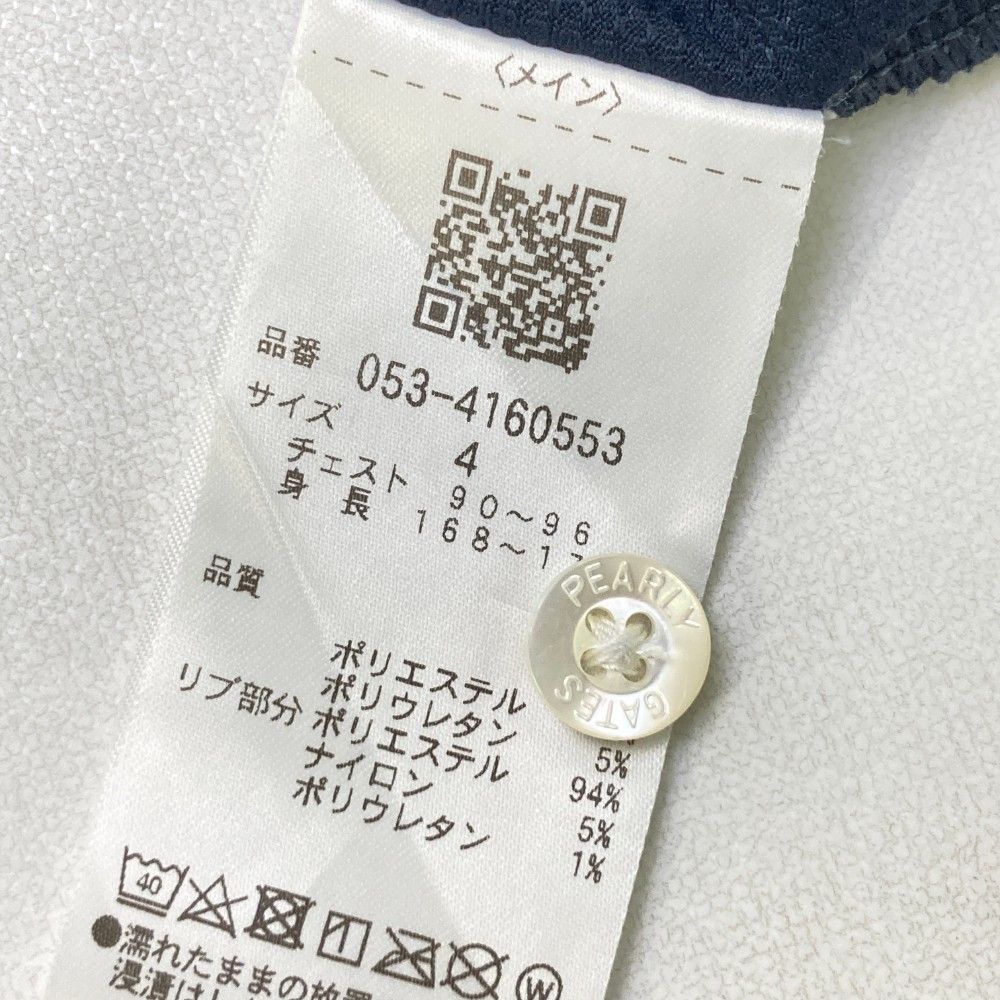 〈メイン〉
品番 053-4160553
サイズ 4
チェスト 90～96
身長 168～17
品質
ポリエステル
ポリウレタン 5%
リブ部分 ポリエステル 94%
ナイロン 5%
ポリウレタン 1%
PEARLY
GATES
40
W
●濡れたままの放置
浸漬は